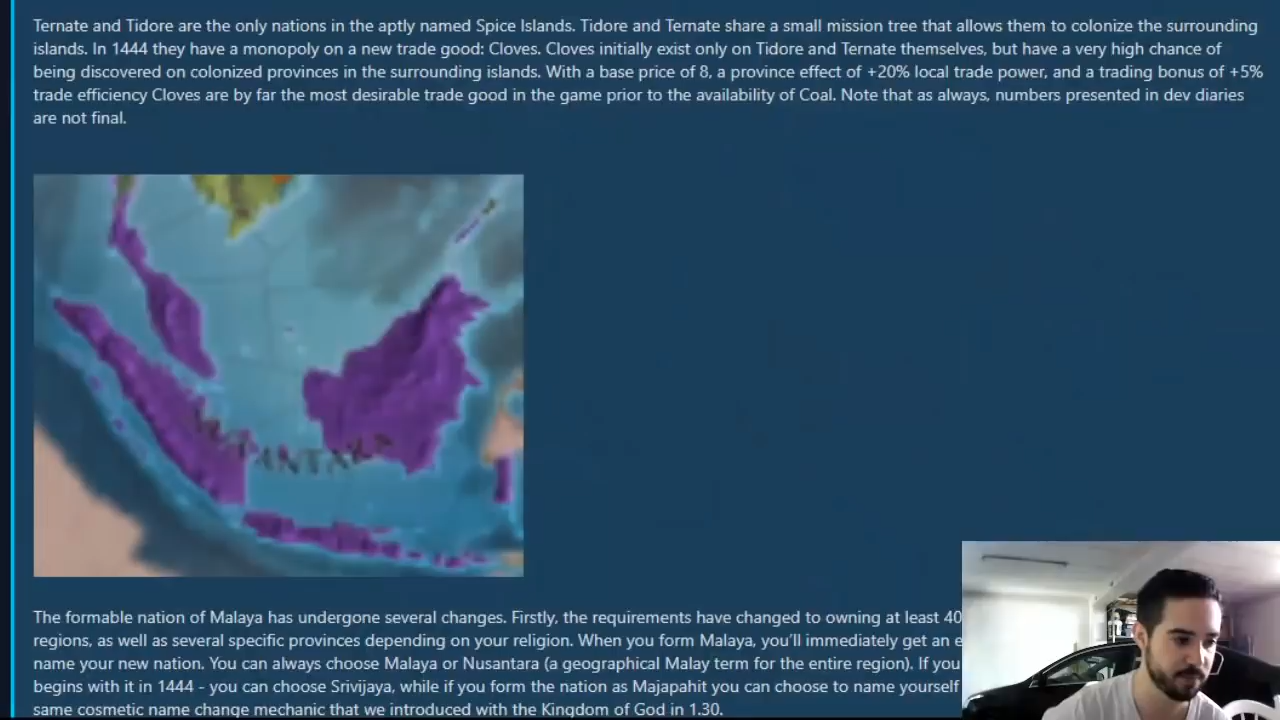 Ternate and Tidore are the only nations in the aptly named Spice Islands. Tidore and Ternate share a small mission tree that allows them to colonize the surrounding
islands. In 1444 they have a monopoly on a new trade good: Cloves. Cloves initially exist only on Tidore and Ternate themselves, but have a very high chance of
being discovered on colonized provinces in the surrounding islands. With a base price of 8, a province effect of +20% local trade power, and a trading bonus of +5%
trade efficiency Cloves are by far the most desirable trade good in the game prior to the availability of Coal. Note that as always, numbers presented in dev diaries
are not final.
The formable nation of Malaya has undergone several changes. Firstly, the requirements have changed to owning at least 40
regions, as well as several specific provinces depending on your religion. When you form Malaya, you'll immediately get an e
name your new nation. You can always choose Malaya or Nusantara (a geographical Malay term for the entire region). If you
begins with it in 1444 - you can choose Srivijaya, while if you form the nation as Majapahit you can choose to name yourself
same cosmetic name change mechanic that we introduced with the Kingdom of God in 1.30.